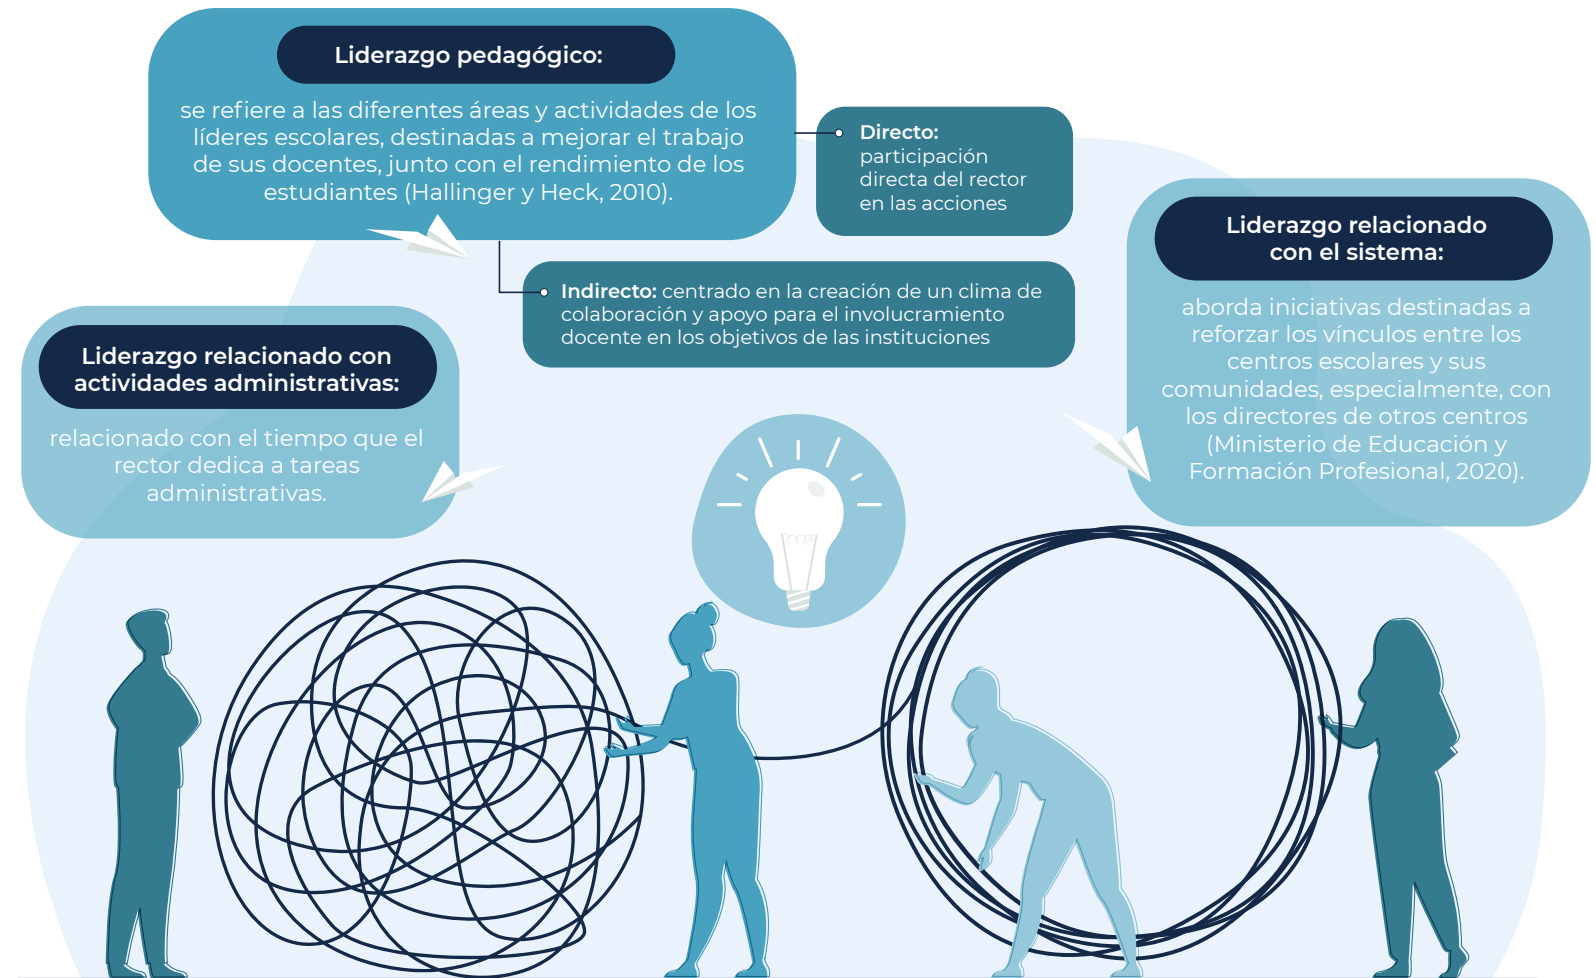 Liderazgo pedagógico:
se refiere a las diferentes áreas y actividades de los
líderes escolares, destinadas a mejorar el trabajo
de sus docentes, junto con el rendimiento de los
estudiantes (Hallinger y Heck, 2010).
Directo:
participación
directa del rector
en las acciones
Indirecto: centrado en la creación de un clima de
colaboración y apoyo para el involucramiento
docente en los objetivos de las instituciones
Liderazgo relacionado
con el sistema:
aborda iniciativas destinadas a
reforzar los vínculos entre los
centros escolares y sus
comunidades, especialmente, con
los directores de otros centros
(Ministerio de Educación y
Formación Profesional, 2020).
Liderazgo relacionado con
actividades administrativas:
relacionado con el tiempo que el
rector dedica a tareas
administrativas.